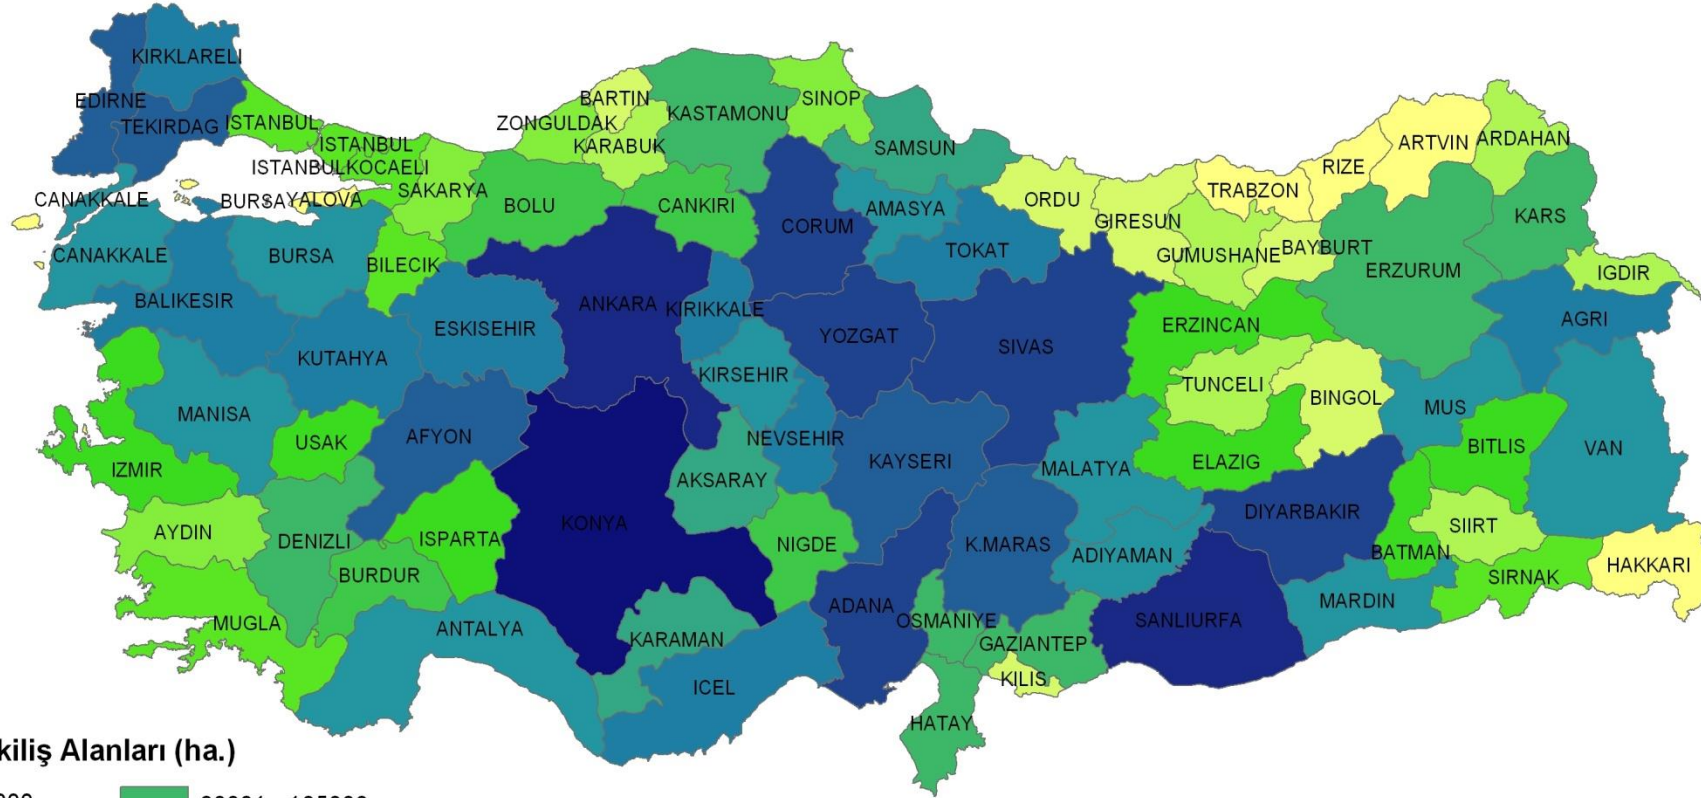 KIRKLARELI
EDIRNE
TEKIRDAG
ISTANBUL
ISTANBUL
ISTANBUL
KOCAELI
CANAKKALE
BURSA
YALOVA
SAKARYA
ZONGULDAK
BARTIN
KARABUK
KASTAMONU
SINOP
SAMSUN
ORDU
GIRESUN
TRABZON
RIZE
ARTVIN
ARDAHAN
CANAKKALE
BURSA
BILECIK
BOLU
CANKIRI
CORUM
AMASYA
TOKAT
GUMUSHANE
BAYBURT
ERZURUM
KARS
IGDIR
BALIKESIR
KUTAHYA
ESKISEHIR
ANKARA
KIRIKKALE
YOZGAT
SIVAS
ERZINCAN
AGRI
MANISA
USAK
AFYON
KIRSEHIR
NEVSEHIR
KAYSERI
MALATYA
TUNCELI
BINGOL
ELAZIG
MUS
BITLIS
VAN
IZMIR
AYDIN
DENIZLI
ISPARTA
KONYA
AKSARAY
NIGDE
K.MARAS
ADIYAMAN
DIYARBAKIR
BATMAN
SIIRT
SIRNAK
HAKKARI
MUGLA
BURDUR
ANTALYA
KARAMAN
ICEL
ADANA
OSMANIYE
GAZIANTEP
KILIS
HATAY
SANLIURFA
MARDIN
kiliş Alanları (ha.)